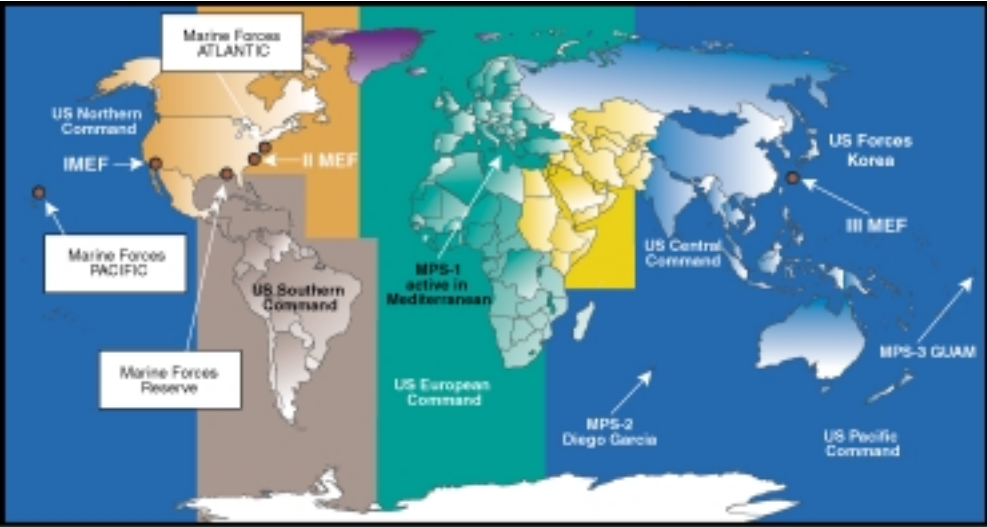 Marine Forces
ATLANTIC
US Northern
Command
IMEF
II MEF
US Forces
Korea
III MEF
Marine Forces
PACIFIC
US Central
Command
MPS-1
active in
Mediterranean
US Southern
Command
MPS-3 GUAM
Marine Forces
Reserve
US European
Command
MPS-2
Diego Garcia
US Pacific
Command